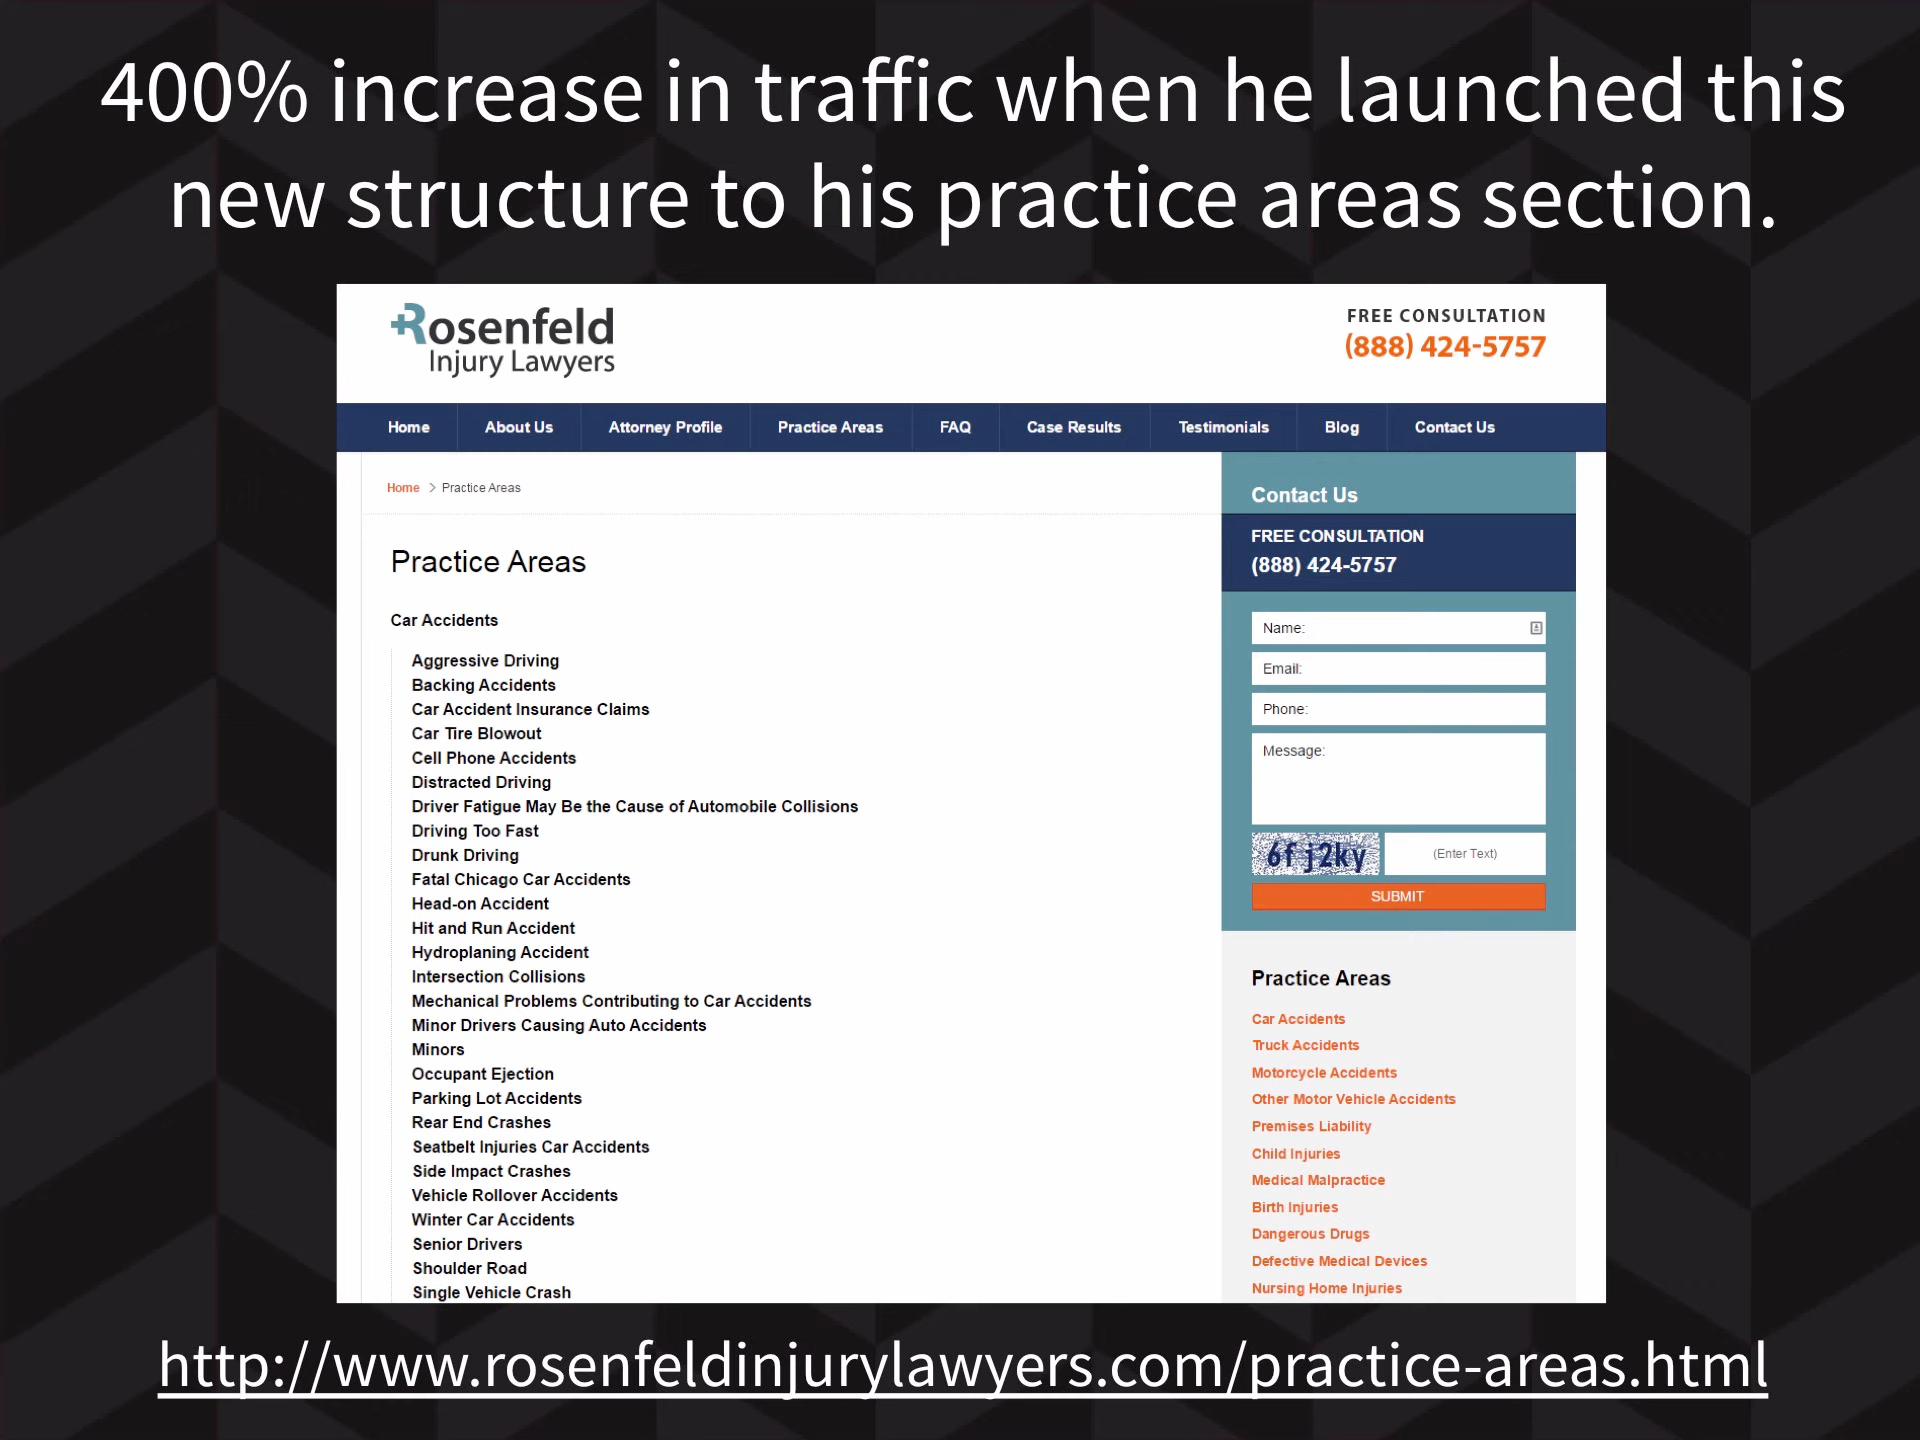 400% increase in traffic when he launched this
new structure to his practice areas section.
Rosenfeld
Injury Lawyers
FREE CONSULTATION
(888) 424-5757
Home About Us Attorney Profile Practice Areas FAQ Case Results Testimonials Blog Contact Us
Home > Practice Areas
Practice Areas
Car Accidents
Aggressive Driving
Backing Accidents
Car Accident Insurance Claims
Car Tire Blowout
Cell Phone Accidents
Distracted Driving
Driver Fatigue May Be the Cause of Automobile Collisions
Driving Too Fast
Drunk Driving
Fatal Chicago Car Accidents
Head-on Accident
Hit and Run Accident
Hydroplaning Accident
Intersection Collisions
Mechanical Problems Contributing to Car Accidents
Minor Drivers Causing Auto Accidents
Minors
Occupant Ejection
Parking Lot Accidents
Rear End Crashes
Seatbelt Injuries Car Accidents
Side Impact Crashes
Vehicle Rollover Accidents
Winter Car Accidents
Senior Drivers
Shoulder Road
Single Vehicle Crash
Contact Us
FREE CONSULTATION
(888) 424-5757
Name:
Email:
Phone:
Message:
6fj2ky (Enter Text)
SUBMIT
Practice Areas
Car Accidents
Truck Accidents
Motorcycle Accidents
Other Motor Vehicle Accidents
Premises Liability
Child Injuries
Medical Malpractice
Birth Injuries
Dangerous Drugs
Defective Medical Devices
Nursing Home Injuries
http://www.rosenfeldinjurylawyers.com/practice-areas.html